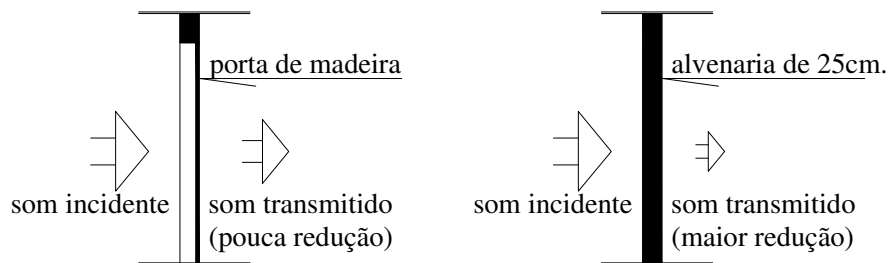 porta de madeira
som incidente
som transmitido
(pouca redução)
alvenaria de 25cm.
som incidente
som transmitido
(maior redução)